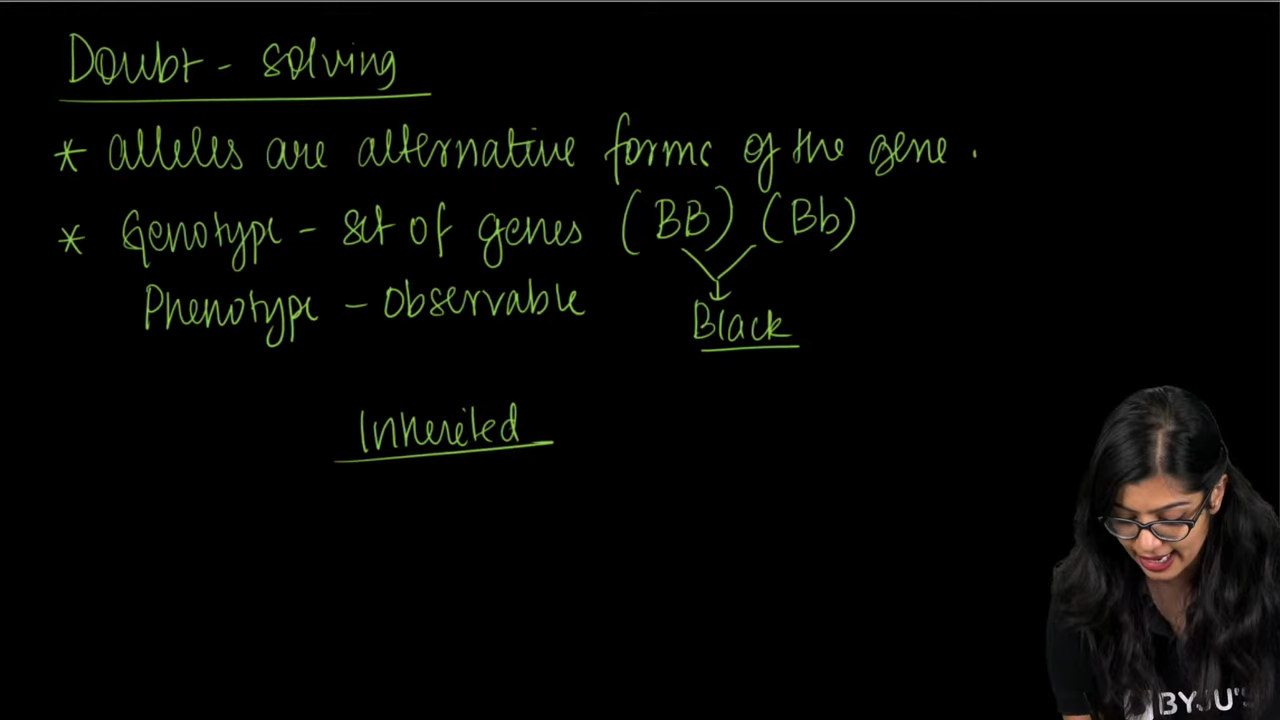 Doubt - solving
* alleles are alternative forms of the gene.
* Genotype - set of genes (BB) (Bb)
Phenotype - Observable
Black
Inherited
BYJU'S